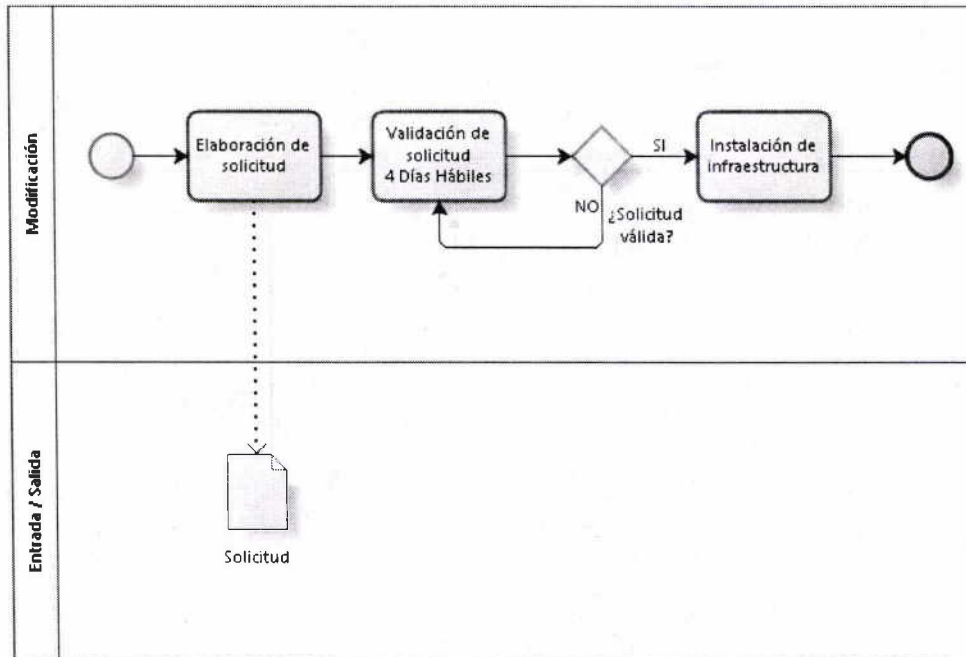 Modificación
Elaboración de
solicitud
Validación de
solicitud
4 Días Hábiles
SI
NO
¿Solicitud
válida?
Instalación de
infraestructura
Entrada / Salida
Solicitud